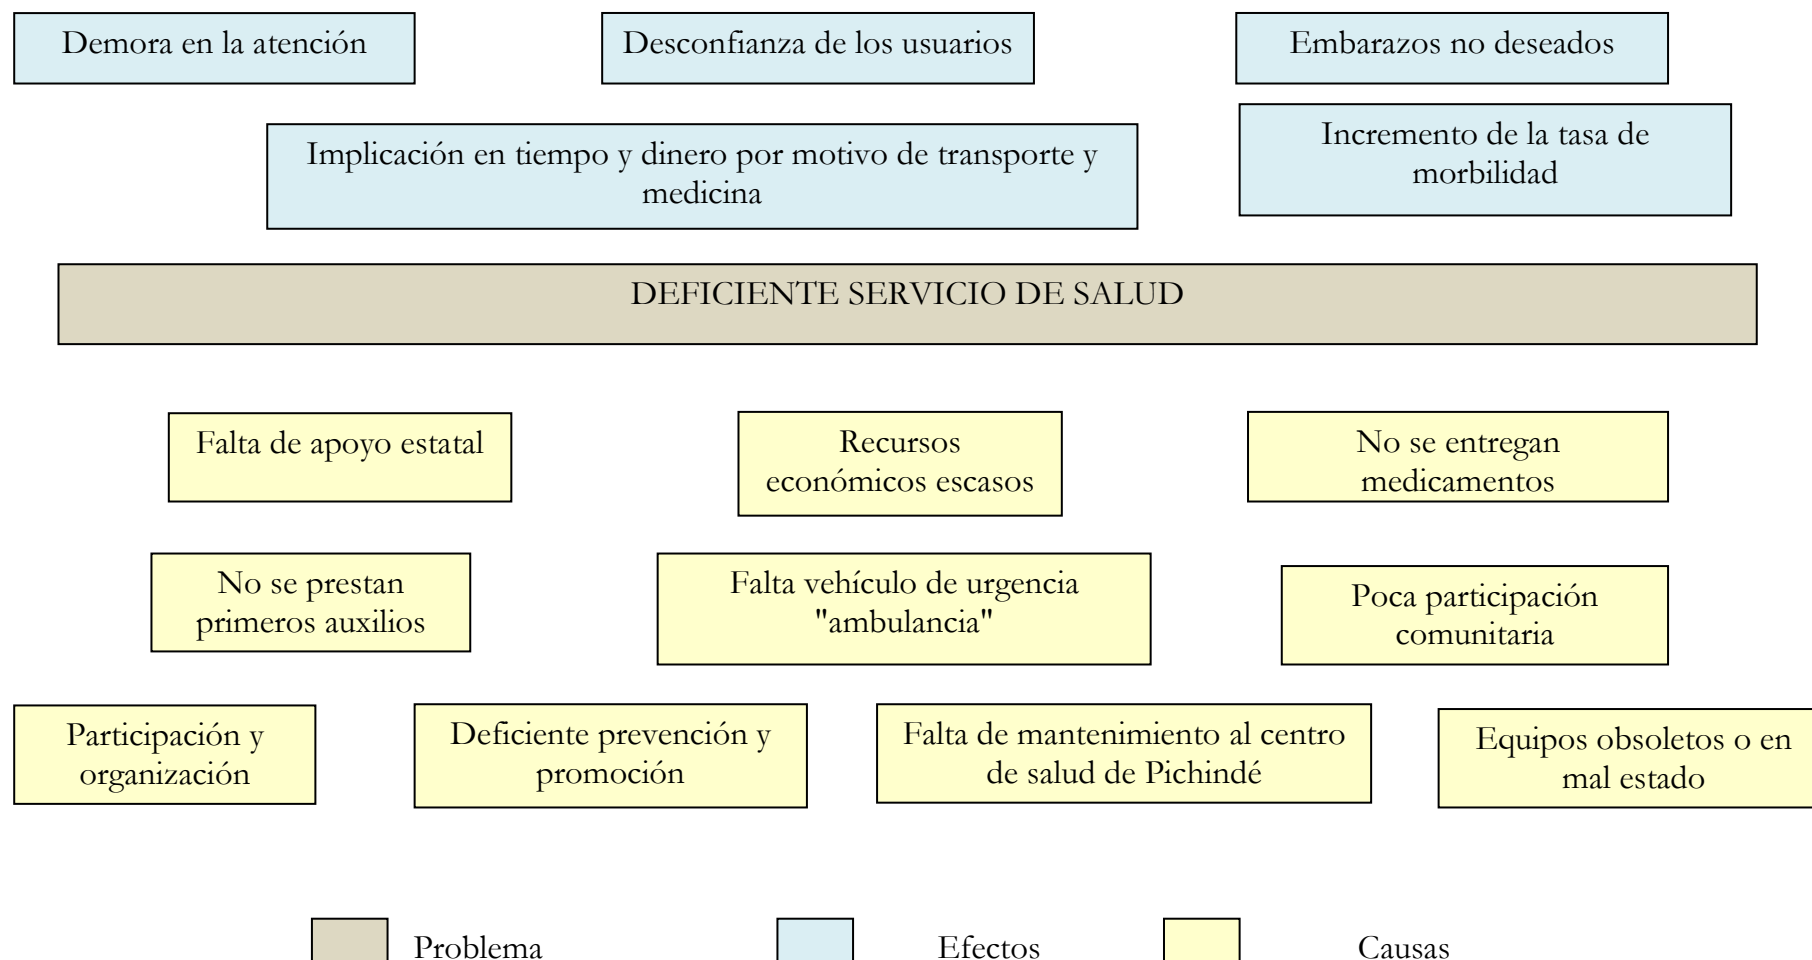 Demora en la atención
Desconfianza de los usuarios
Embarazos no deseados
Implicación en tiempo y dinero por motivo de transporte y
medicina
Incremento de la tasa de
morbilidad
DEFICIENTE SERVICIO DE SALUD
Falta de apoyo estatal
Recursos
económicos escasos
No se entregan
medicamentos
No se prestan
primeros auxilios
Falta vehículo de urgencia
"ambulancia"
Poca participación
comunitaria
Participación y
organización
Deficiente prevención y
promoción
Falta de mantenimiento al centro
de salud de Pichindé
Equipos obsoletos o en
mal estado
Problema
Efectos
Causas